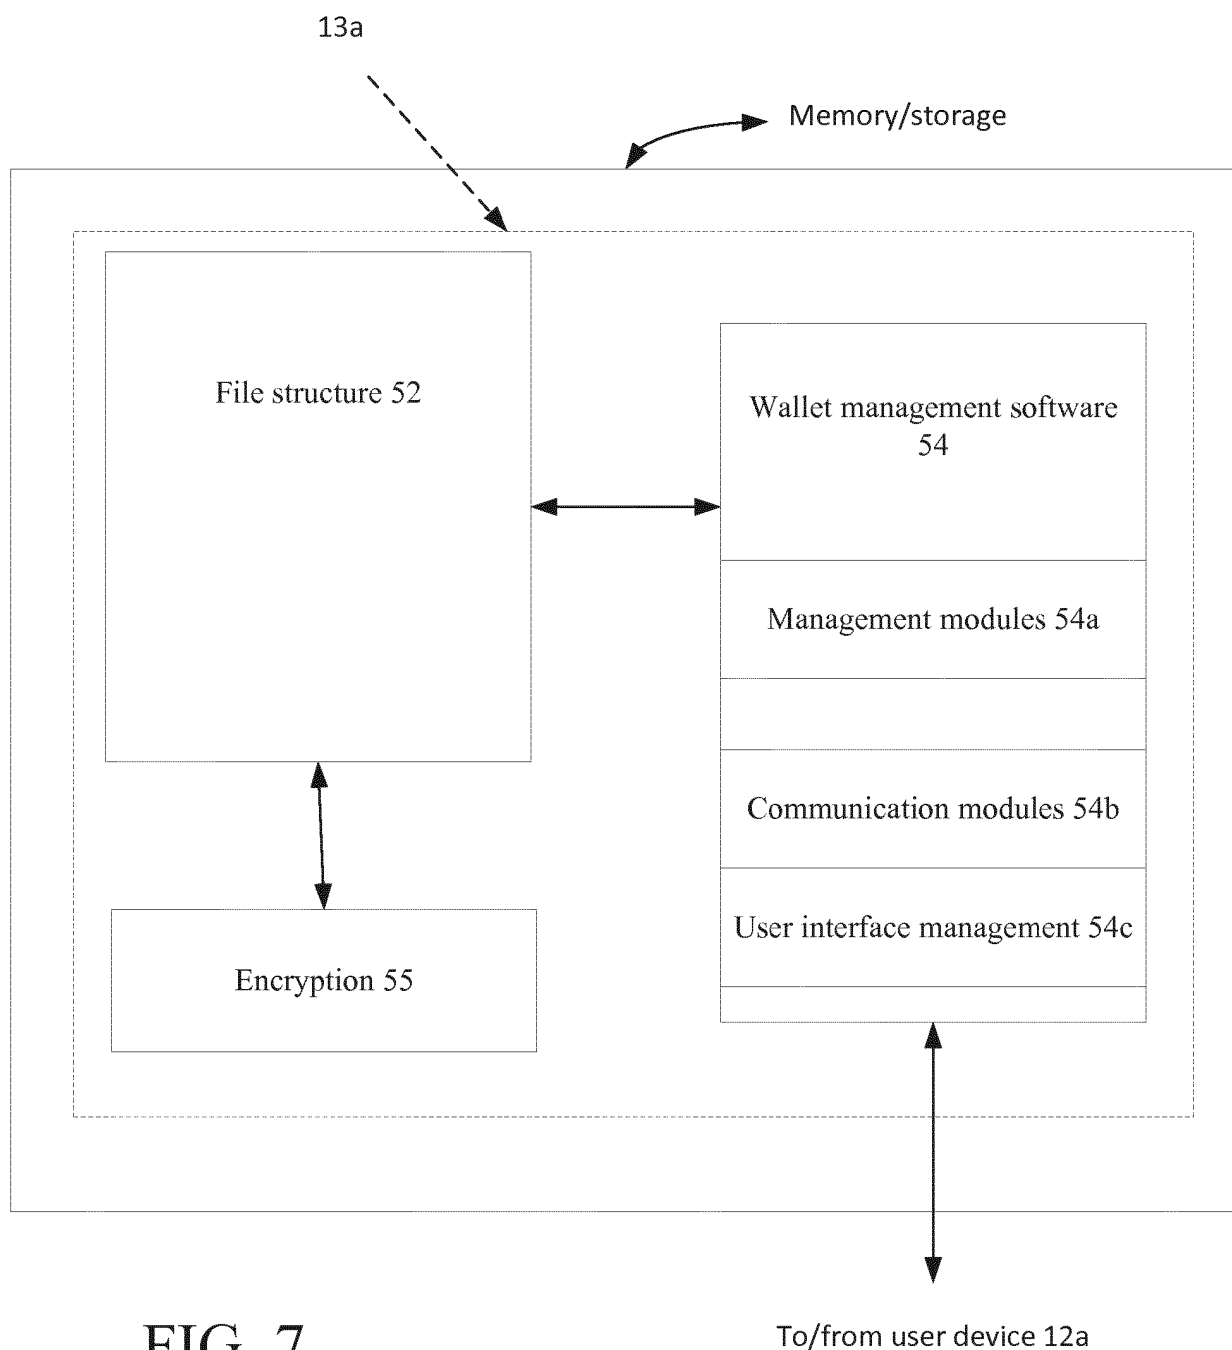 13a
Memory/storage
File structure 52
Wallet management software
54
Management modules 54a
Communication modules 54b
User interface management 54c
Encryption 55
To/from user device 12a
FIG. 7